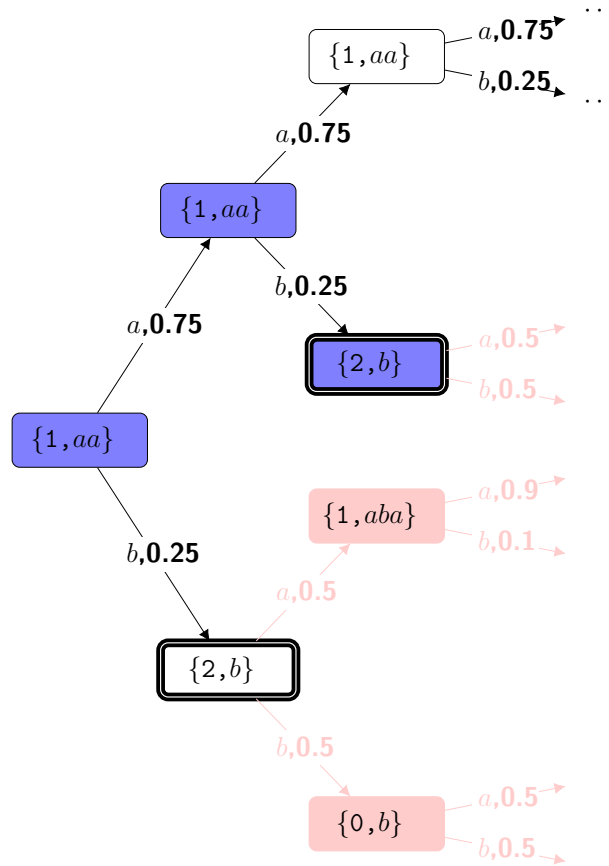 a,0.75 ...
{1,aa}
b,0.25 ...
a,0.75
{1,aa}
b,0.25
a,0.75
a,0.5
{2,b}
b,0.5
{1,aa}
a,0.9
{1,aba}
b,0.1
b,0.25
a,0.5
{2,b}
b,0.5
a,0.5
{0,b}
b,0.5